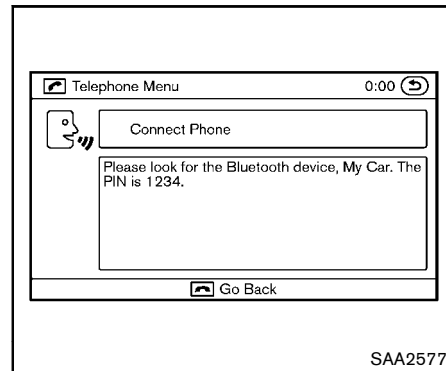 Telephone Menu 0:00
Connect Phone
Please look for the Bluetooth device, My Car. The
PIN is 1234.
Go Back
SAA2577